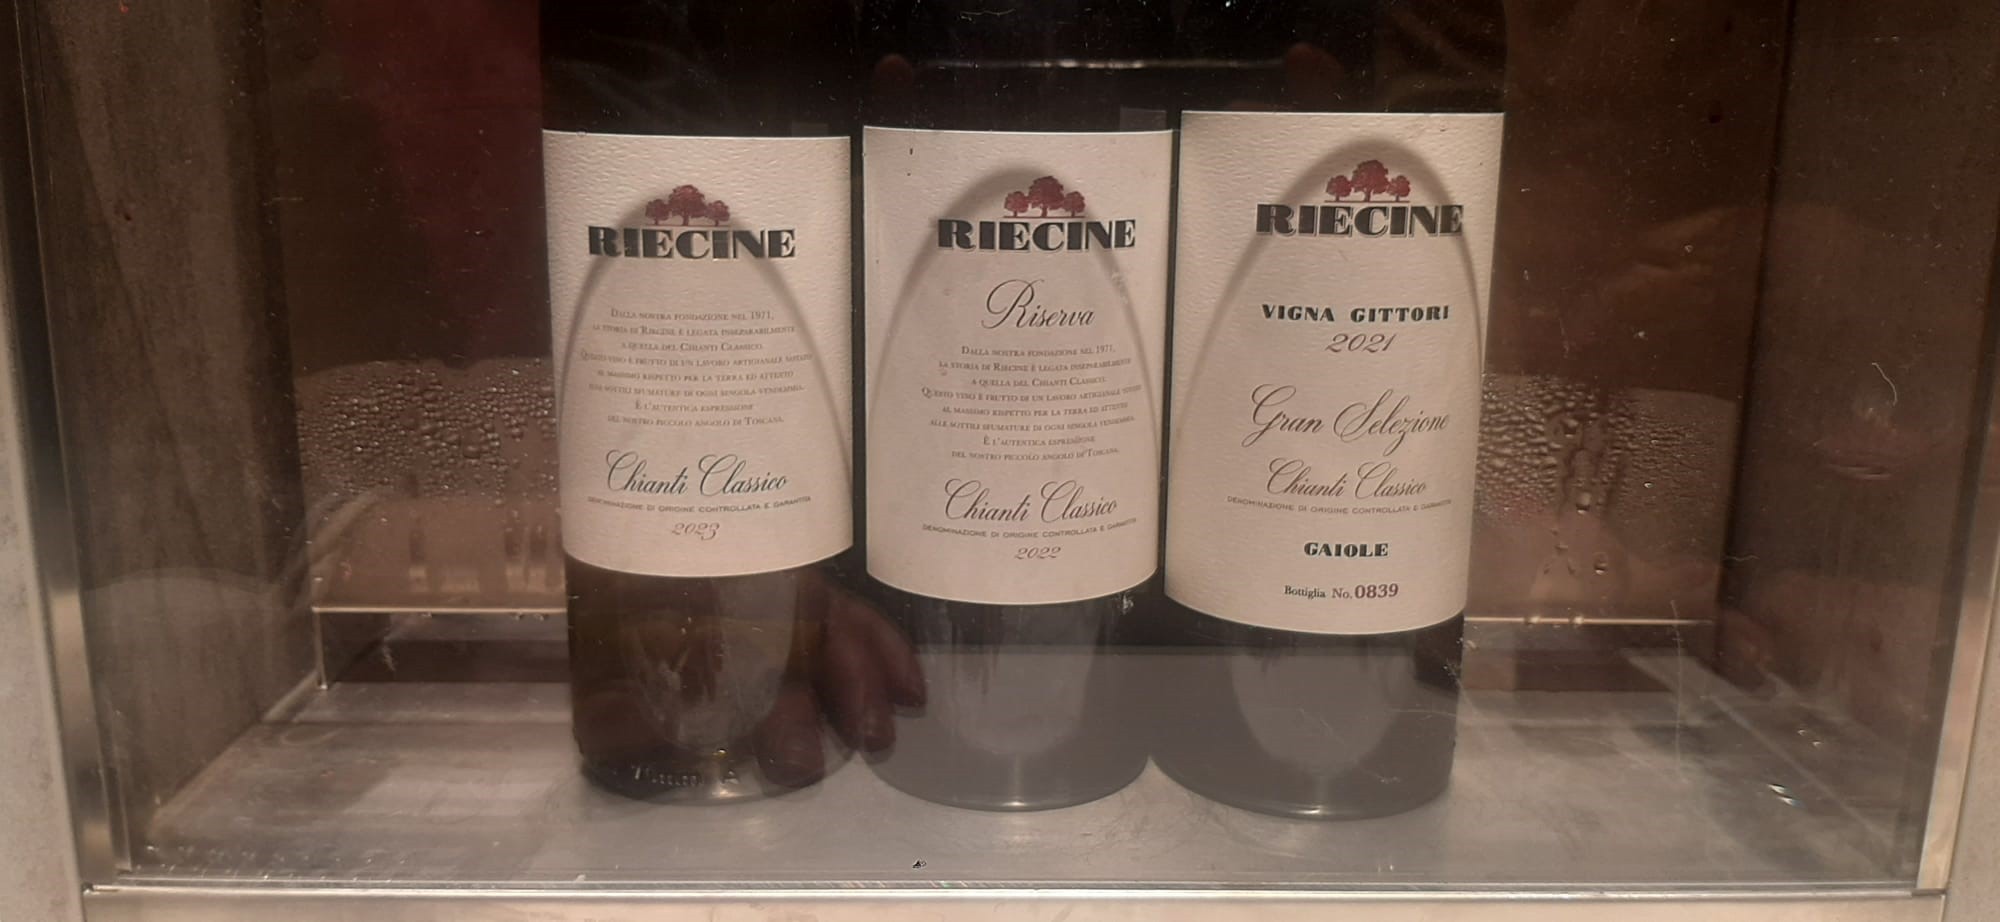 RIECINE
DALLA NOSTRA FONDAZIONE NEL 1971,
LA STORIA DI RIECINE È LEGATA INSEPARABILMENTE
A QUELLA DEL CHIANTI CLASSICO.
QUESTO VINO È FRUTTO DI UN LAVORO ARTIGIANALE BASATO
AL MASSIMO RISPETTO PER LA TERRA ED ATTENTO
ALLE SOTTILI SFUMATURE DI OGNI SINGOLA VENDEMMIA.
È L'AUTENTICA ESPRESSIONE
DEL NOSTRO PICCOLO ANGOLO DI TOSCANA.
Chianti Classico
DENOMINAZIONE DI ORIGINE CONTROLLATA E GARANTITA
2023
RIECINE
Riserva
DALLA NOSTRA FONDAZIONE NEL 1971,
LA STORIA DI RIECINE È LEGATA INSEPARABILMENTE
A QUELLA DEL CHIANTI CLASSICO.
QUESTO VINO È FRUTTO DI UN LAVORO ARTIGIANALE
AL MASSIMO RISPETTO PER LA TERRA ED ATTENTO
ALLE SOTTILI SFUMATURE DI OGNI SINGOLA VENDEMMIA.
È L'AUTENTICA ESPRESSIONE
DEL NOSTRO PICCOLO ANGOLO DI TOSCANA.
Chianti Classico
DENOMINAZIONE DI ORIGINE CONTROLLATA E GARANTITA
2022
RIECINE
VIGNA GITTORI
2021
Gran Selezione
Chianti Classico
DENOMINAZIONE DI ORIGINE CONTROLLATA E GARANTITA
GAIOLE
Bottiglia No. 0839